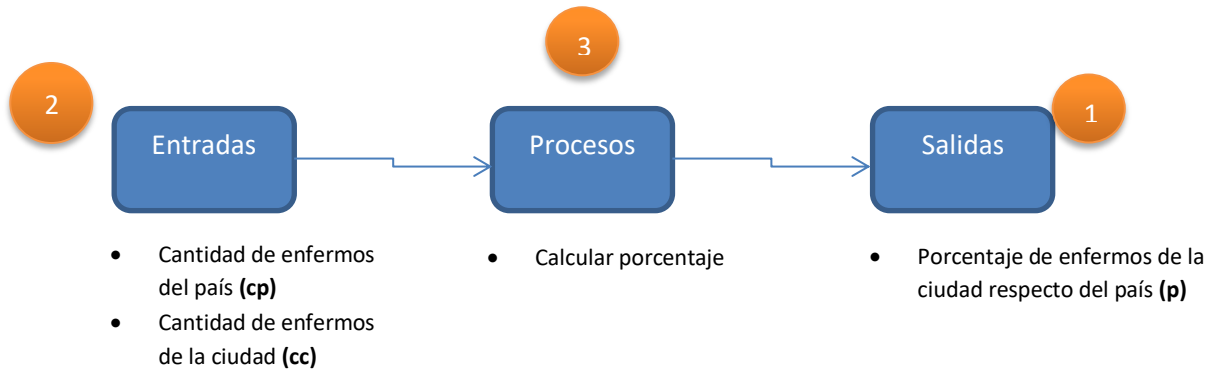 3
2
1
Entradas
Procesos
Salidas
• Cantidad de enfermos
del país (cp)
• Cantidad de enfermos
de la ciudad (cc)
• Calcular porcentaje
• Porcentaje de enfermos de la
ciudad respecto del país (p)